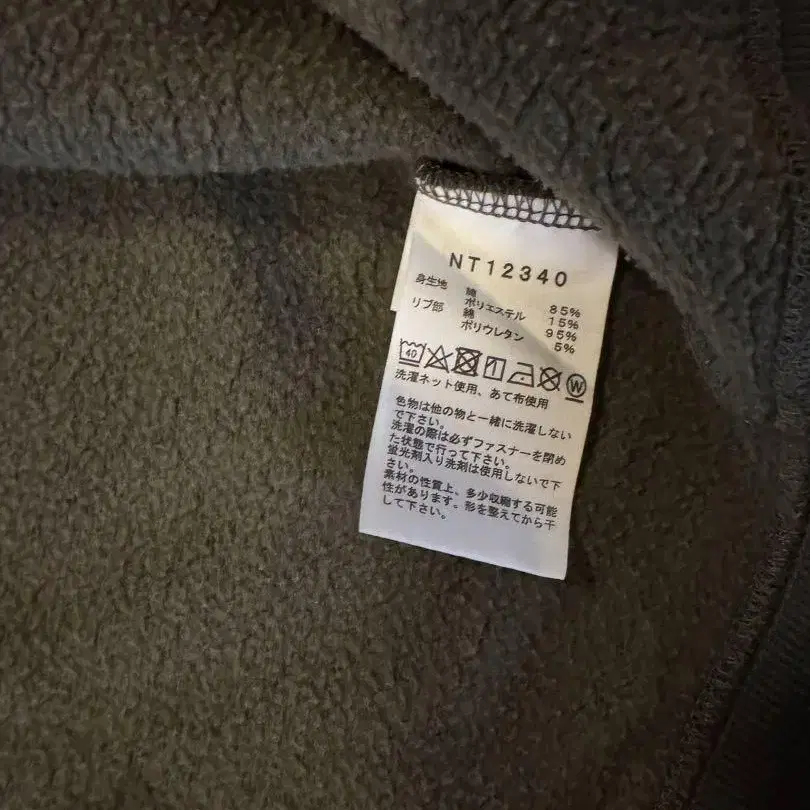 NT12340
身生地 綿 85%
ポリエステル 15%
リブ部 綿 95%
ポリウレタン 5%
40 W
洗濯ネット使用、あて布使用
色物は他の物と一緒に洗濯しない
で下さい。
洗濯の際は必ずファスナーを閉め
た状態で行って下さい。
蛍光剤入り洗剤は使用しないで下
さい。
素材の性質上、多少収縮する可能
性があります。形を整えてから干
して下さい。